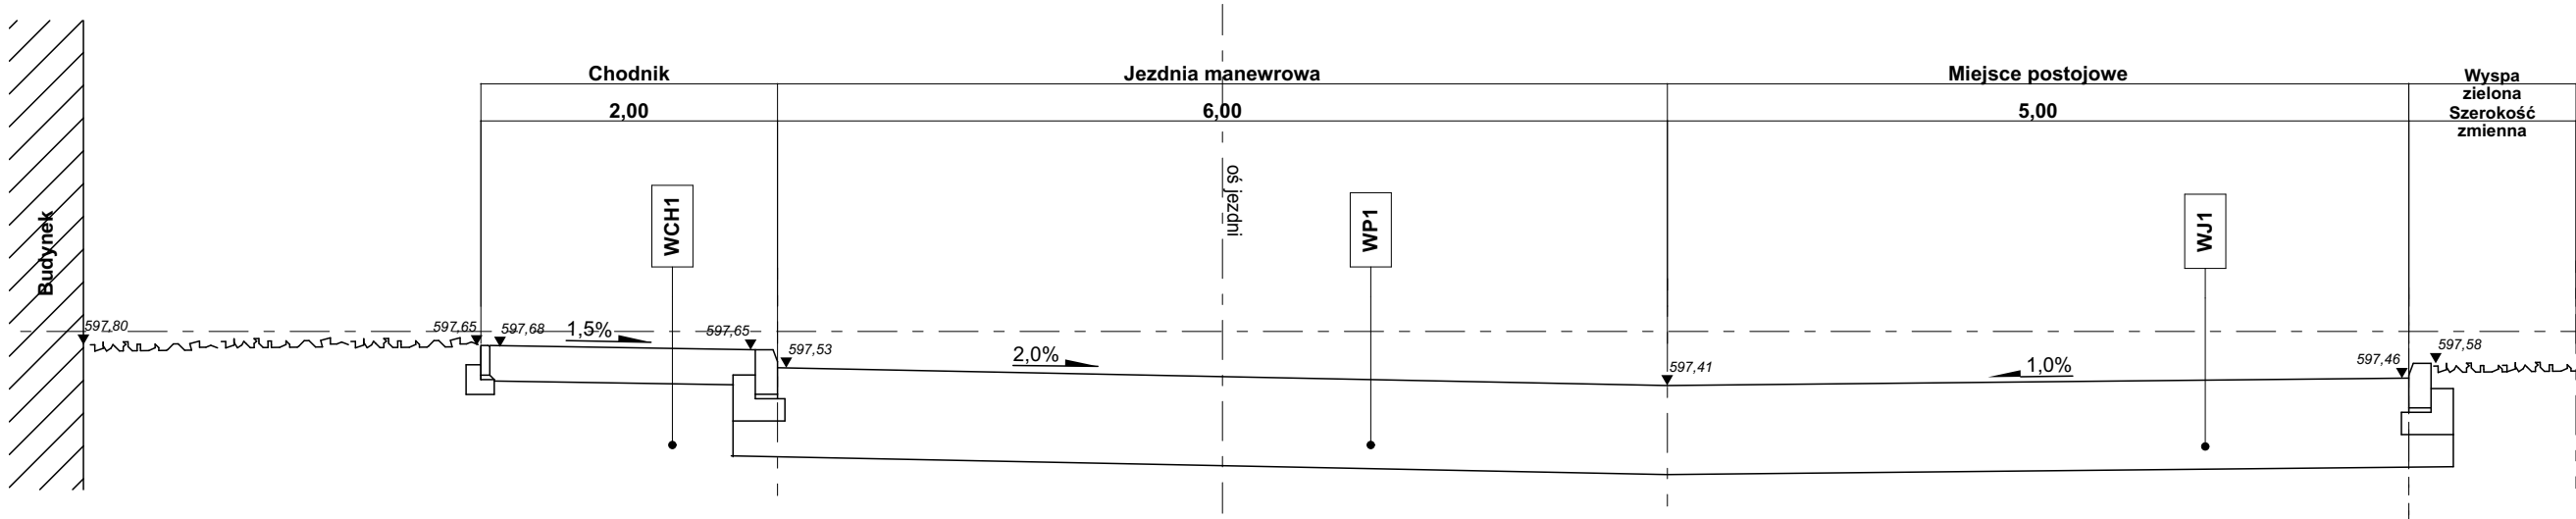 Chodnik
Jezdnia manewrowa
Miejsce postojowe
Wyspa
zielona
2,00
6,00
5,00
Szerokość
zmienna
oś jezdni
Budynek
WCH1
WP1
WJ1
597,80
597,65
597,68
1,5%
597,65
597,53
2,0%
597,41
1,0%
597,46
597,58